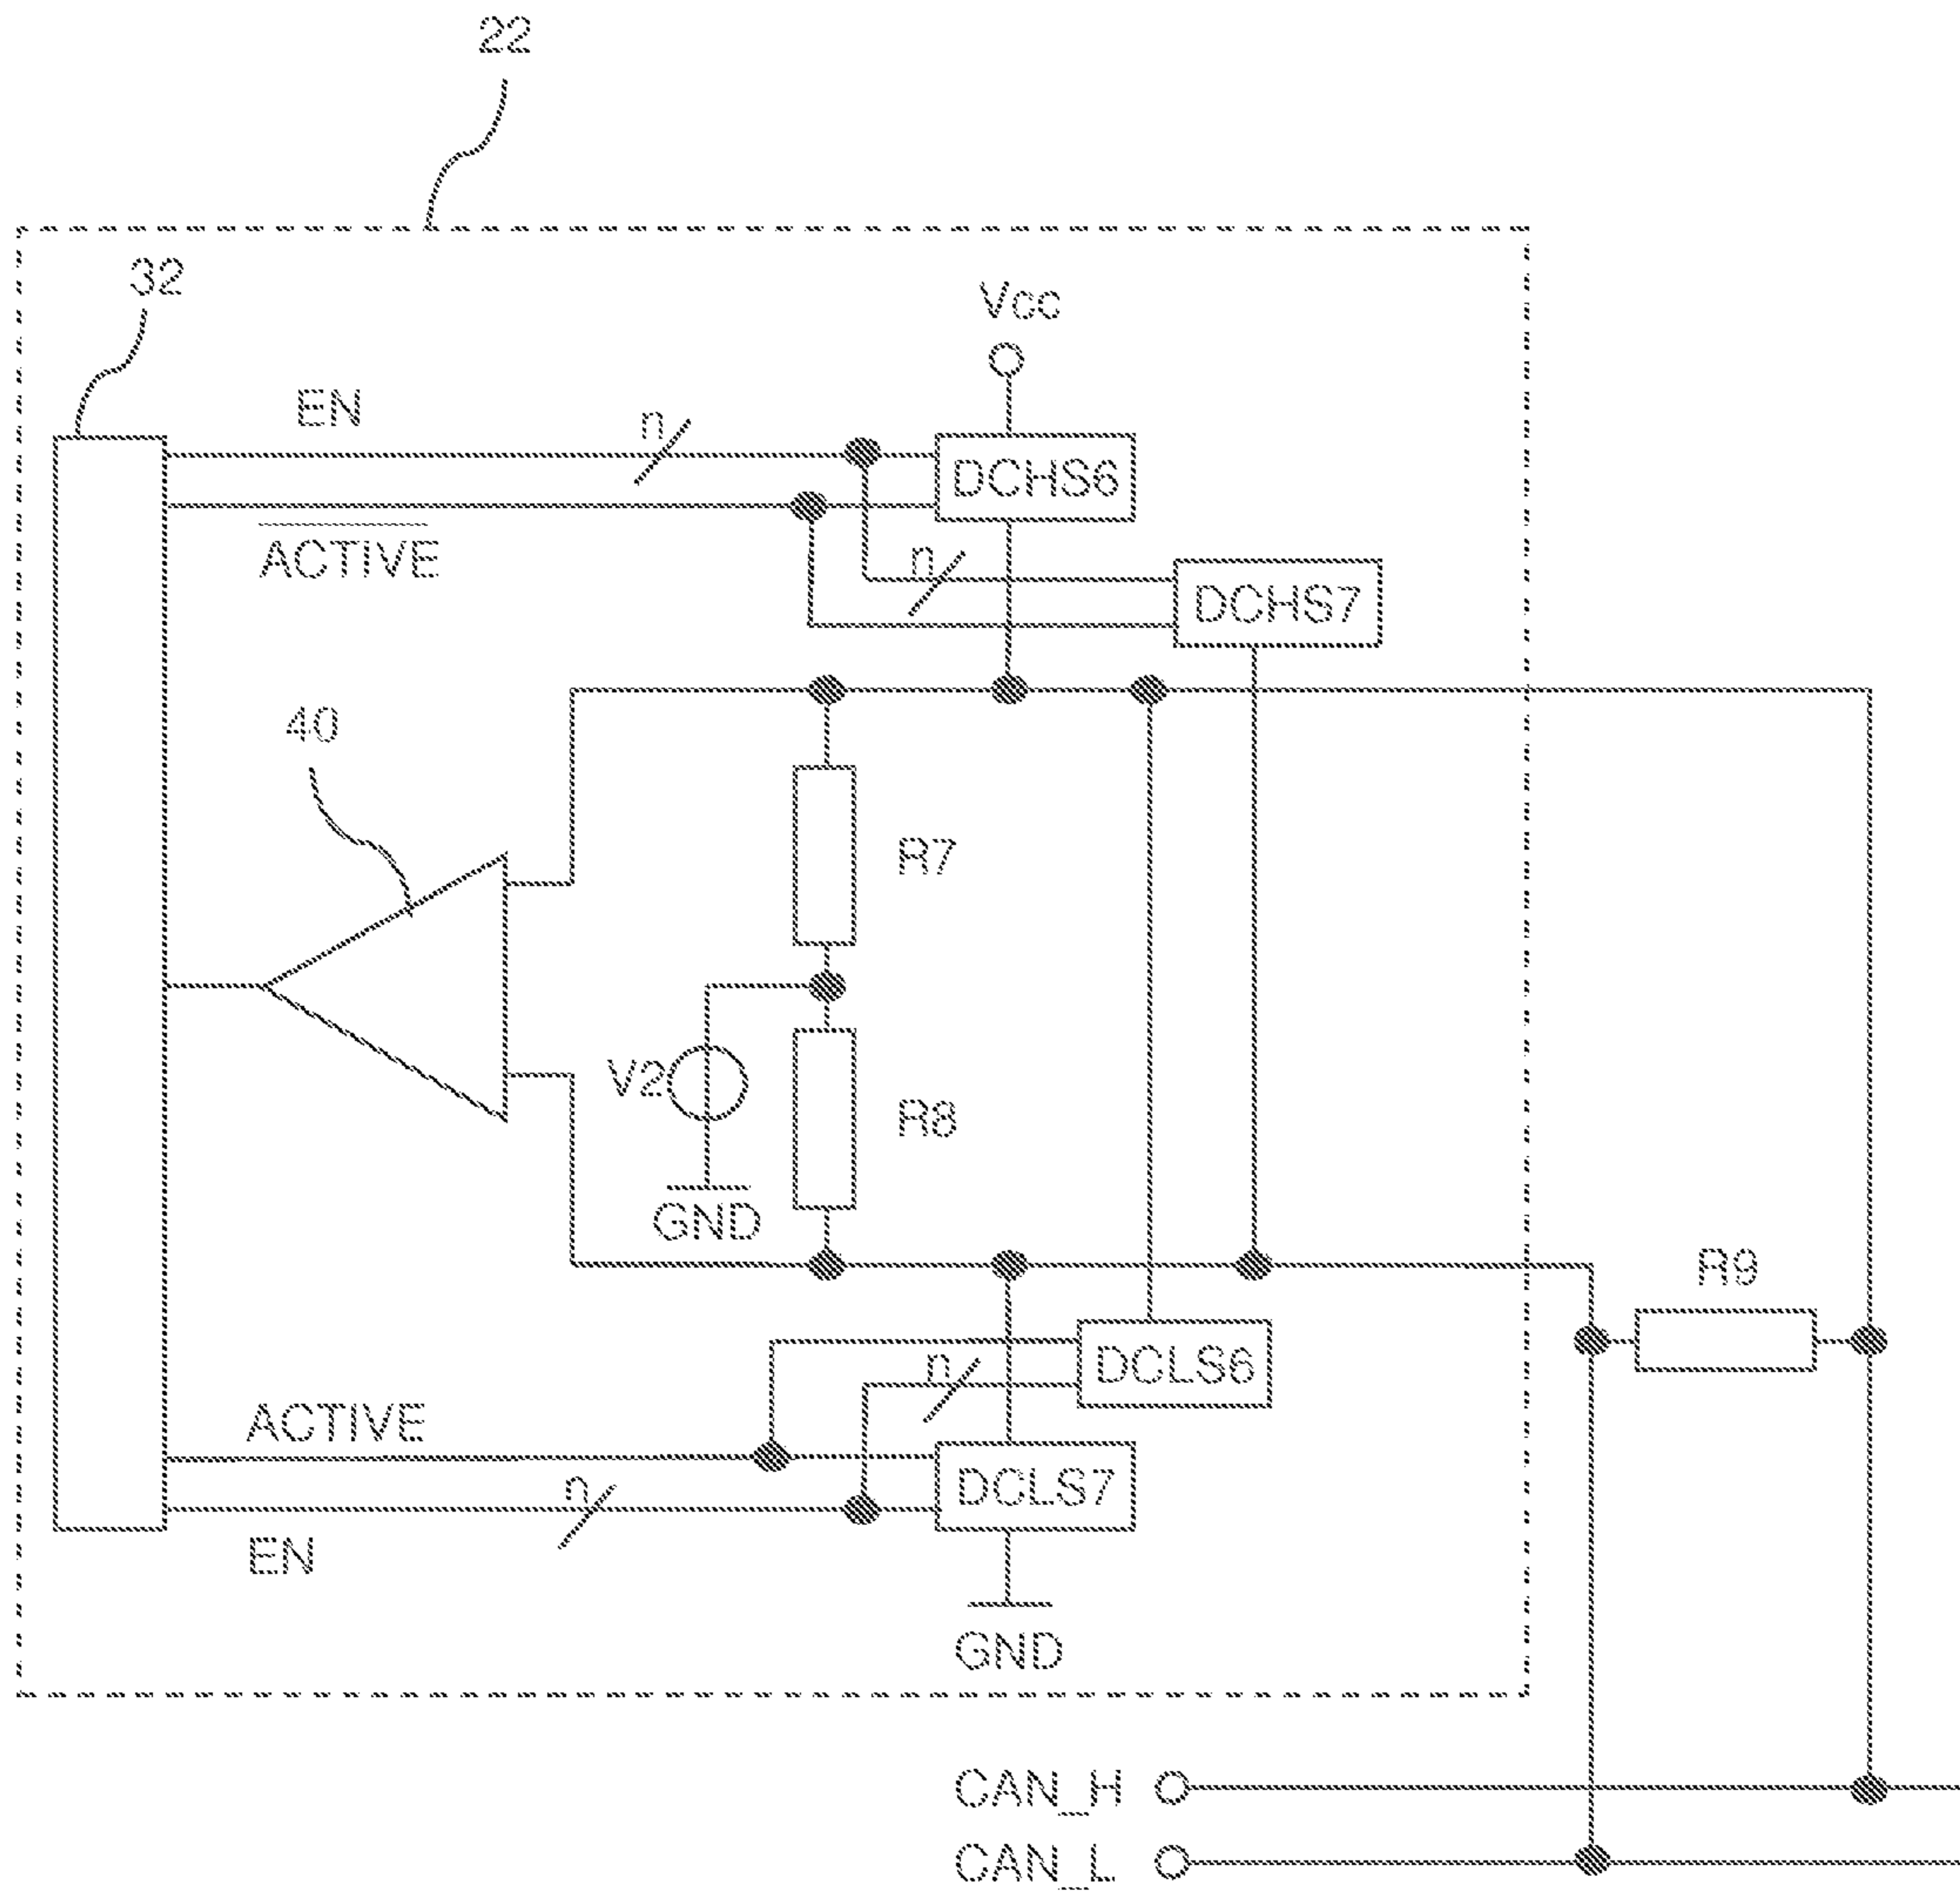 22
32
Vcc
EN
n
DCHS6
A̅C̅T̅I̅V̅E̅
n
DCHS7
40
R7
V2
R8
GND
R9
n
DCLS6
ACTIVE
n
DCLS7
EN
GND
CAN_H
CAN_L